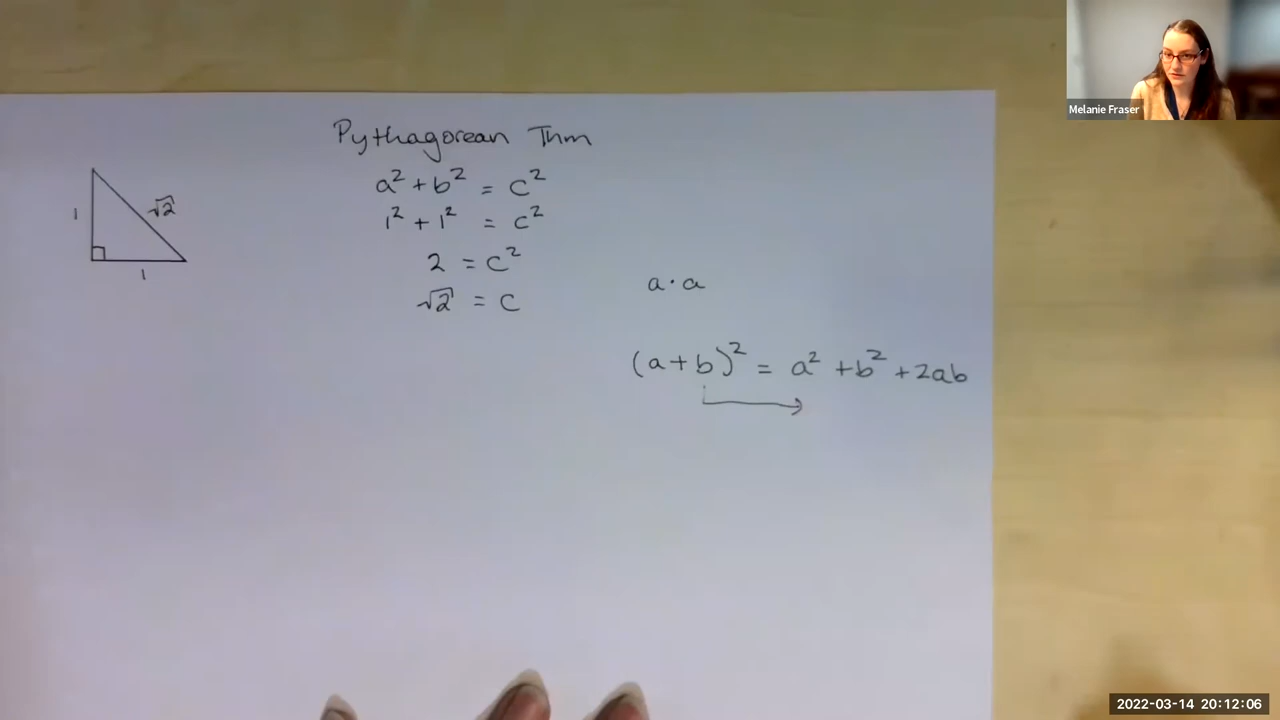 Melanie Fraser
Pythagorean Thm
a² + b² = c²
1² + 1² = c²
2 = c²
√2 = c
1
√2
1
a · a
(a + b)² = a² + b² + 2ab
2022-03-14 20:12:06